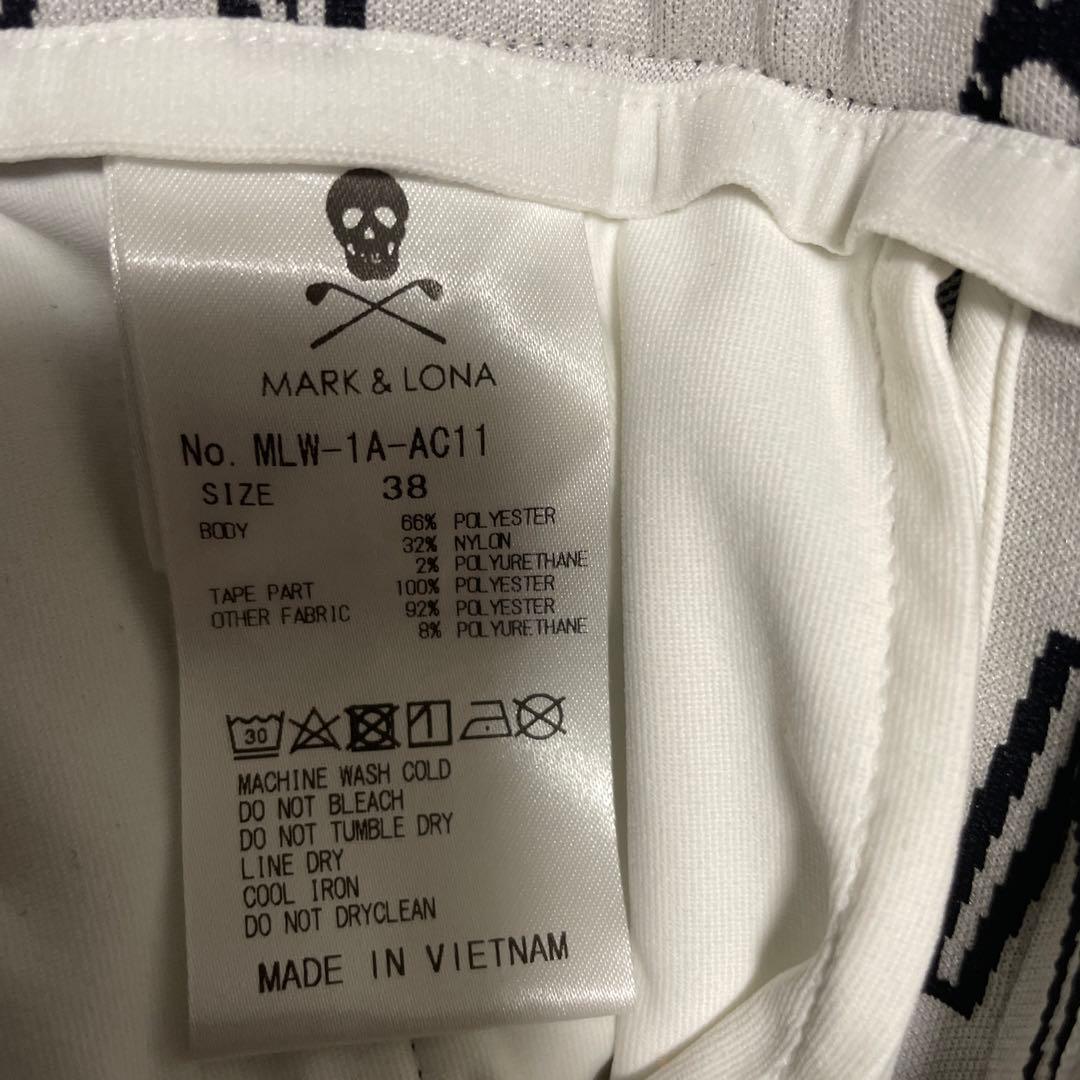 MARK & LONA
No. MLW-1A-AC11
SIZE 38
BODY 66% POLYESTER
32% NYLON
2% POLYURETHANE
TAPE PART 100% POLYESTER
OTHER FABRIC 92% POLYESTER
8% POLYURETHANE
30
MACHINE WASH COLD
DO NOT BLEACH
DO NOT TUMBLE DRY
LINE DRY
COOL IRON
DO NOT DRYCLEAN
MADE IN VIETNAM